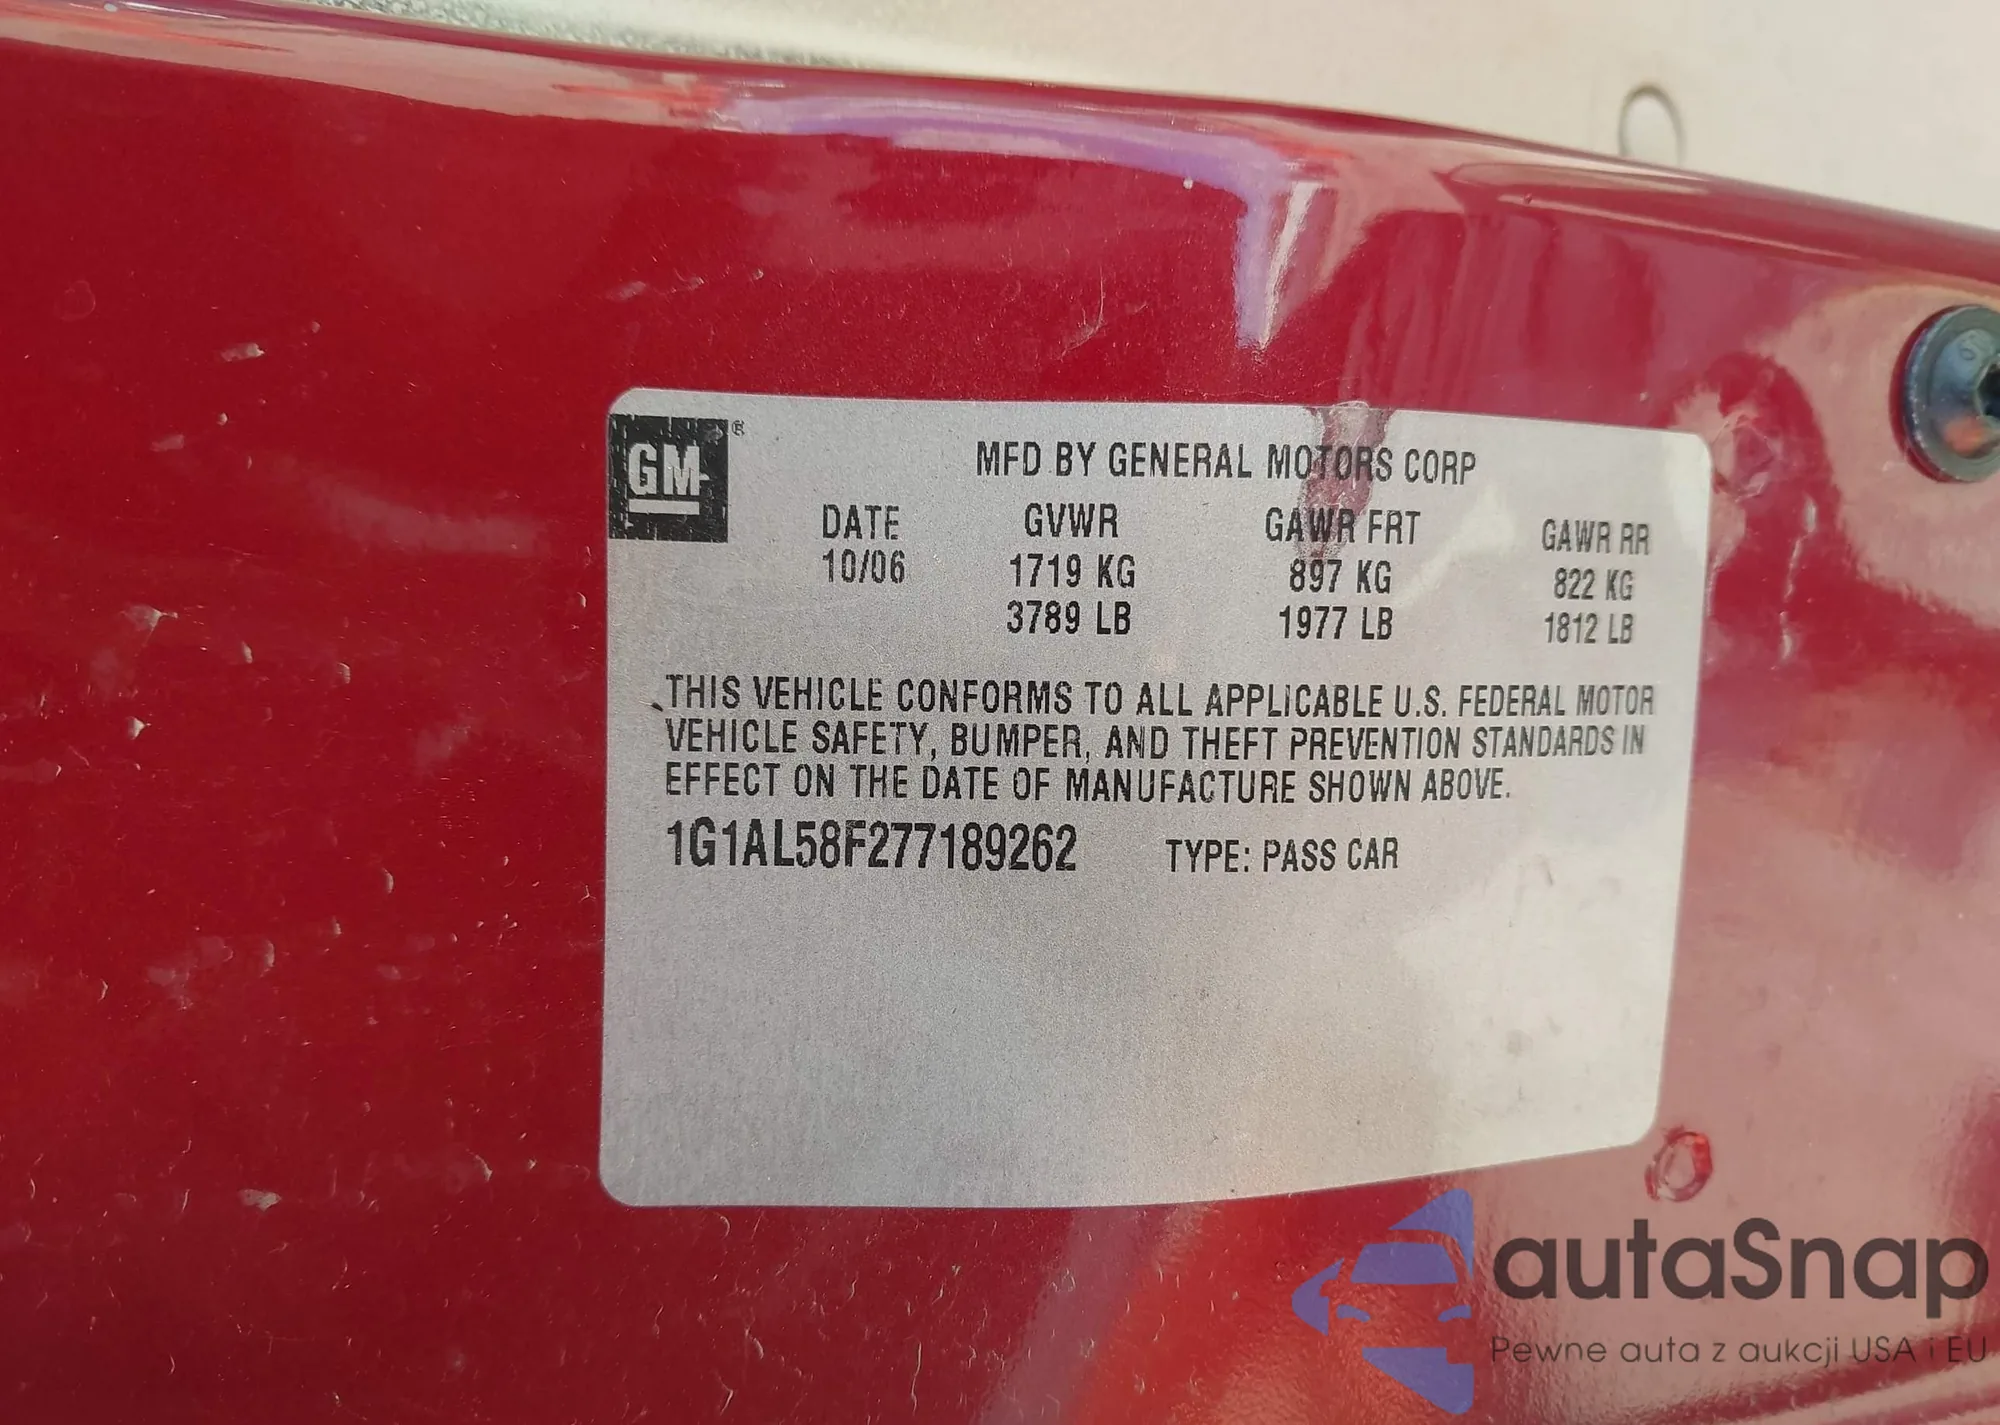 GM ®
MFD BY GENERAL MOTORS CORP
DATE GVWR GAWR FRT GAWR RR
10/06 1719 KG 897 KG 822 KG
3789 LB 1977 LB 1812 LB
THIS VEHICLE CONFORMS TO ALL APPLICABLE U.S. FEDERAL MOTOR
VEHICLE SAFETY, BUMPER, AND THEFT PREVENTION STANDARDS IN
EFFECT ON THE DATE OF MANUFACTURE SHOWN ABOVE.
1G1AL58F277189262 TYPE: PASS CAR
autaSnap
Pewne auta z aukcji USA i EU